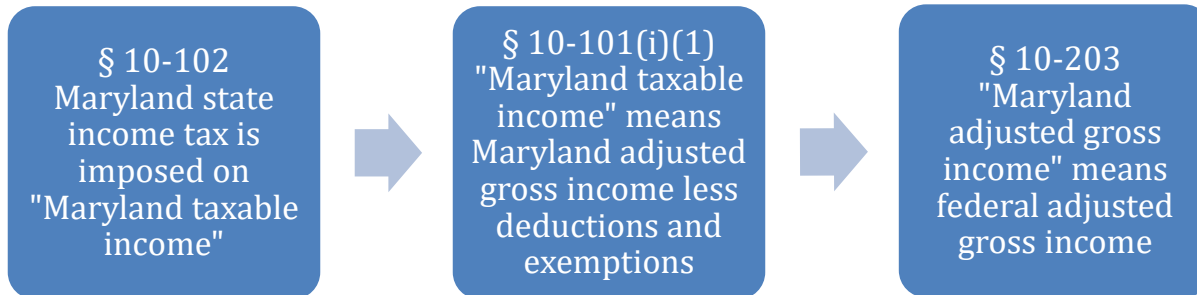 § 10-102
Maryland state
income tax is
imposed on
"Maryland taxable
income"
§ 10-101(i)(1)
"Maryland taxable
income" means
Maryland adjusted
gross income less
deductions and
exemptions
§ 10-203
"Maryland
adjusted gross
income" means
federal adjusted
gross income